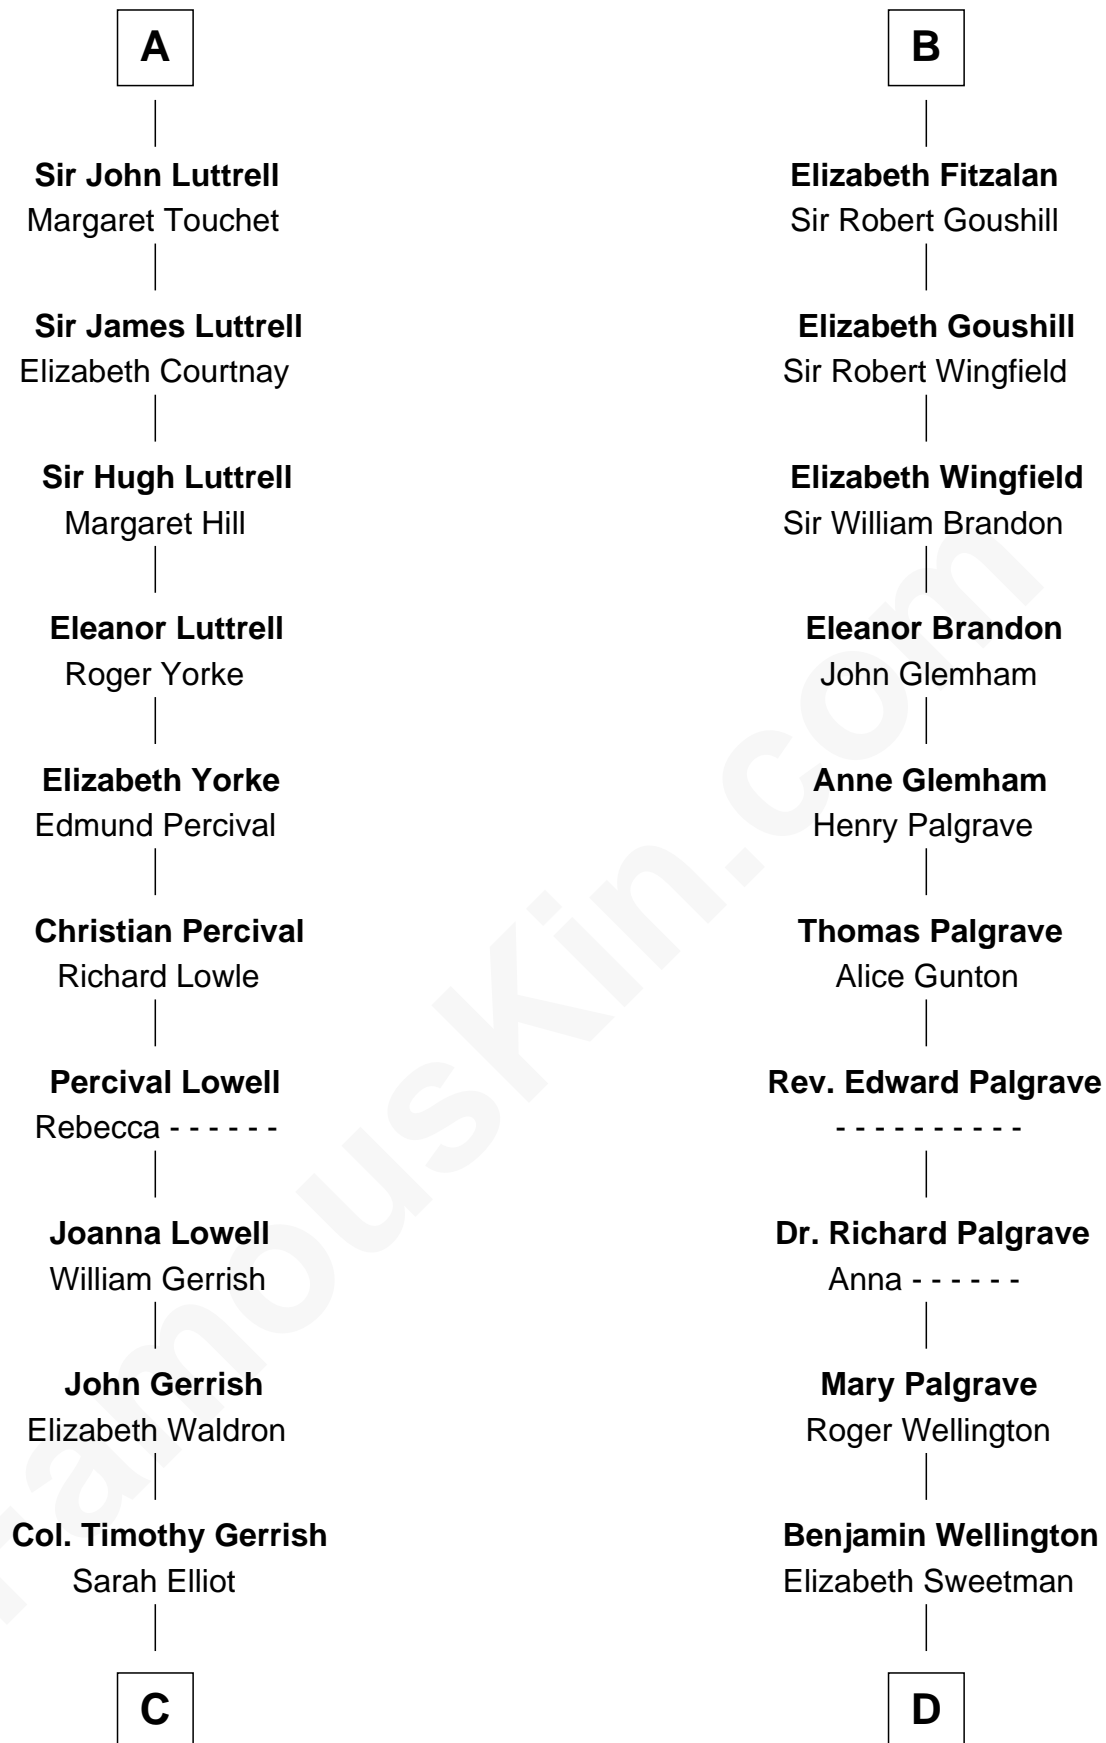 A
Sir John Luttrell
Margaret Touchet
Sir James Luttrell
Elizabeth Courtnay
Sir Hugh Luttrell
Margaret Hill
Eleanor Luttrell
Roger Yorke
Elizabeth Yorke
Edmund Percival
Christian Percival
Richard Lowle
Percival Lowell
Rebecca - - - - - -
Joanna Lowell
William Gerrish
John Gerrish
Elizabeth Waldron
Col. Timothy Gerrish
Sarah Elliot
C
B
Elizabeth Fitzalan
Sir Robert Goushill
Elizabeth Goushill
Sir Robert Wingfield
Elizabeth Wingfield
Sir William Brandon
Eleanor Brandon
John Glemham
Anne Glemham
Henry Palgrave
Thomas Palgrave
Alice Gunton
Rev. Edward Palgrave
- - - - - - - - - -
Dr. Richard Palgrave
Anna - - - - - -
Mary Palgrave
Roger Wellington
Benjamin Wellington
Elizabeth Sweetman
D
FamousKin.com